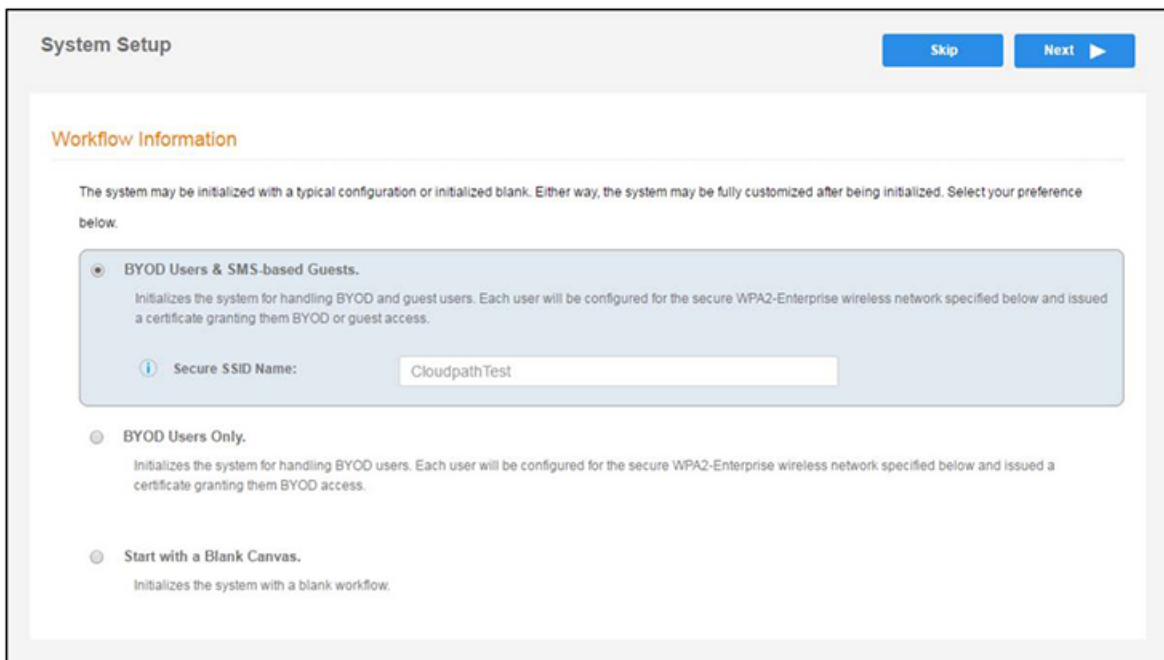 System Setup
Skip
Next
Workflow Information
The system may be initialized with a typical configuration or initialized blank. Either way, the system may be fully customized after being initialized. Select your preference
below.
BYOD Users & SMS-based Guests.
Initializes the system for handling BYOD and guest users. Each user will be configured for the secure WPA2-Enterprise wireless network specified below and issued
a certificate granting them BYOD or guest access.
Secure SSID Name:
CloudpathTest
BYOD Users Only.
Initializes the system for handling BYOD users. Each user will be configured for the secure WPA2-Enterprise wireless network specified below and issued a
certificate granting them BYOD access.
Start with a Blank Canvas.
Initializes the system with a blank workflow.